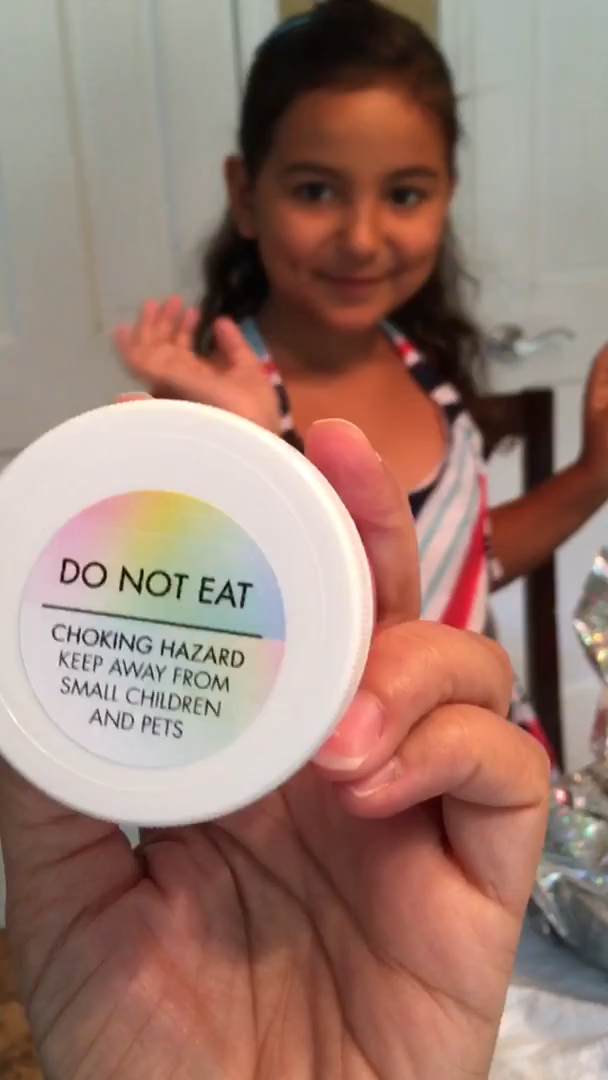 DO NOT EAT
CHOKING HAZARD
KEEP AWAY FROM
SMALL CHILDREN
AND PETS